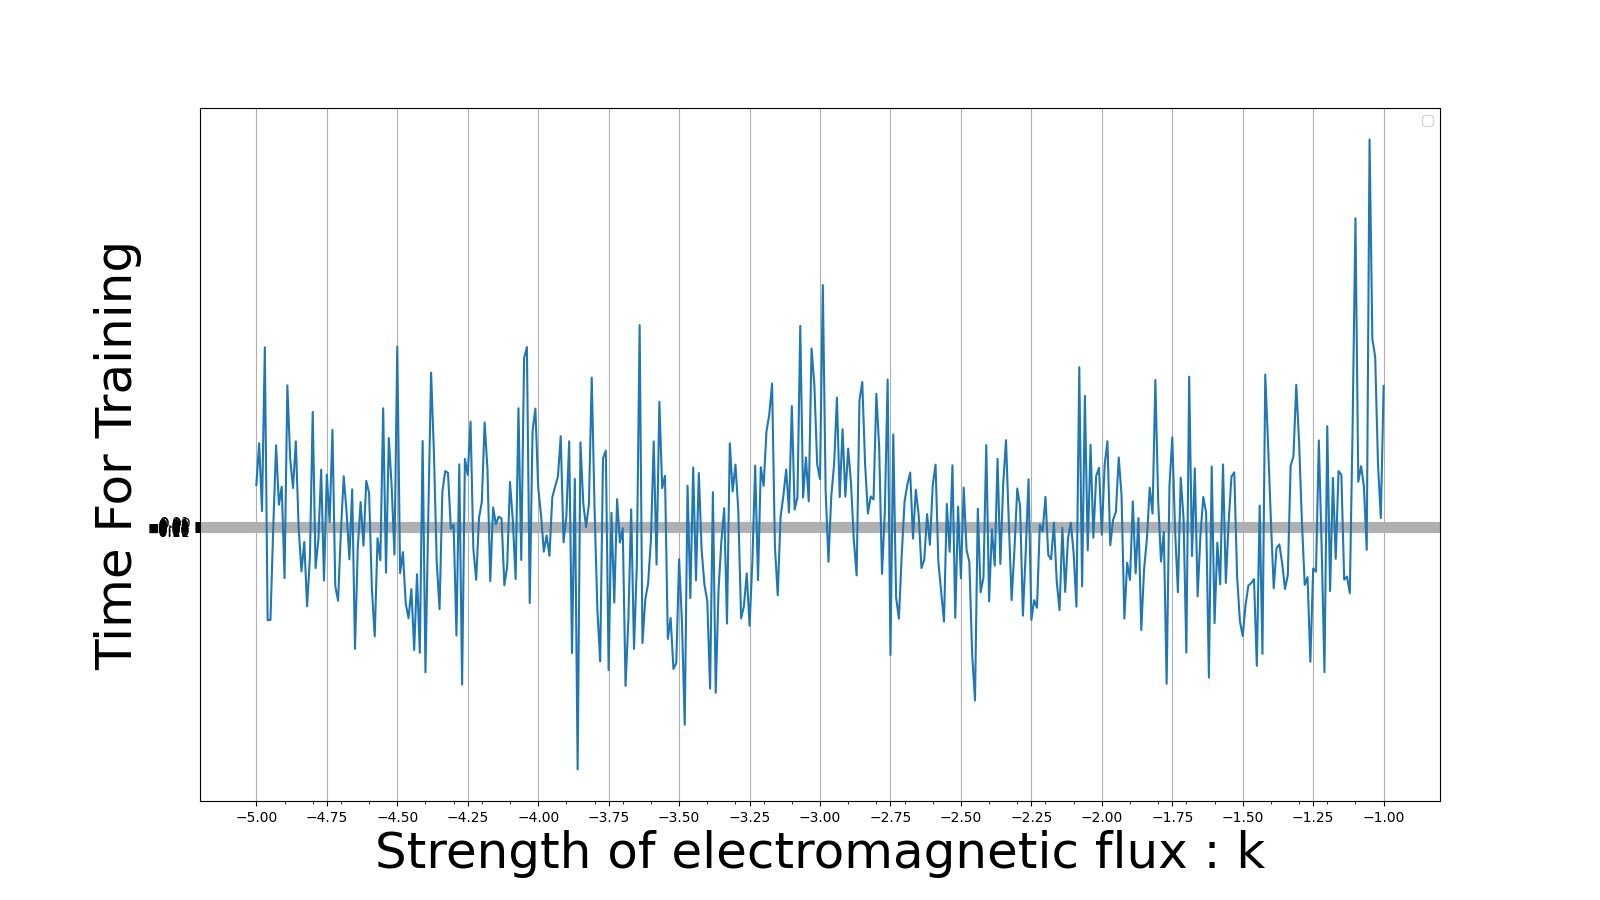 Time For Training
−5.00 −4.75 −4.50 −4.25 −4.00 −3.75 −3.50 −3.25 −3.00 −2.75 −2.50 −2.25 −2.00 −1.75 −1.50 −1.25 −1.00
Strength of electromagnetic flux : k